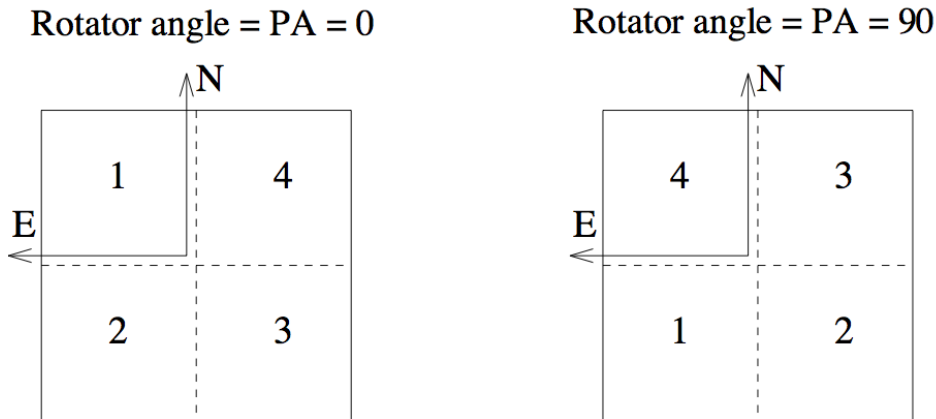 Rotator angle = PA = 0
N
1 4
E
2 3
Rotator angle = PA = 90
N
4 3
E
1 2